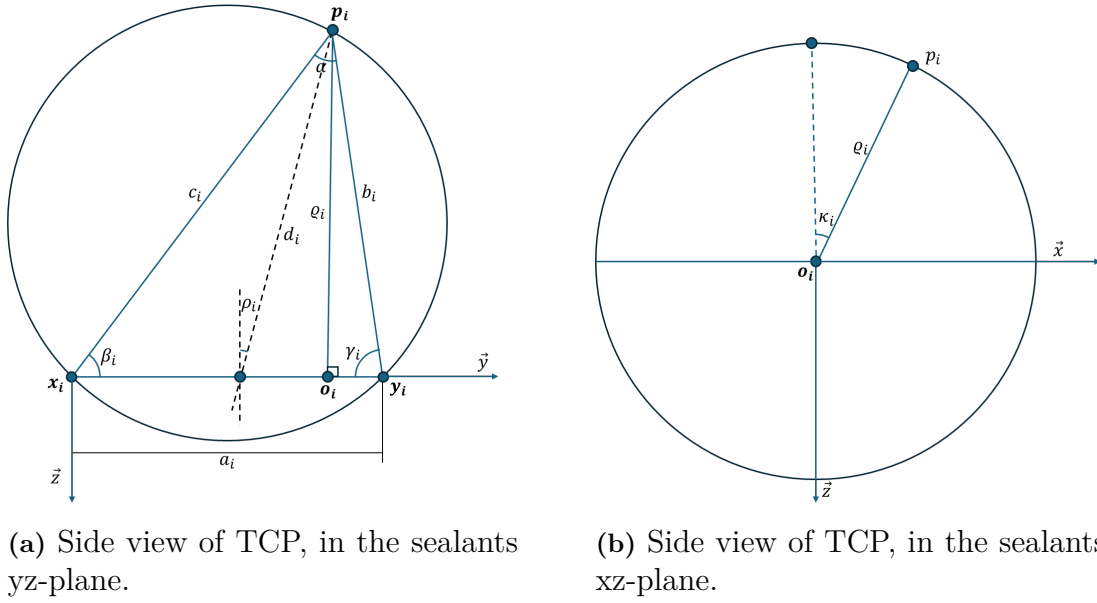 p_i
α
c_i
b_i
ϱ_i
d_i
ρ_i
β_i
γ_i
y⃗
x_i
o_i
y_i
a_i
z⃗
p_i
ϱ_i
κ_i
x⃗
o_i
z⃗
(a) Side view of TCP, in the sealants
yz-plane.
(b) Side view of TCP, in the sealants
xz-plane.